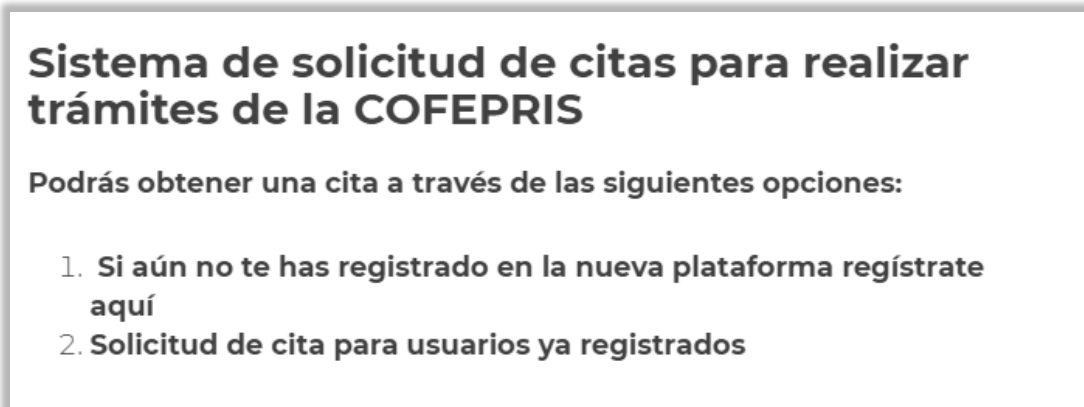 Sistema de solicitud de citas para realizar
trámites de la COFEPRIS
Podrás obtener una cita a través de las siguientes opciones:
1. Si aún no te has registrado en la nueva plataforma regístrate
aquí
2. Solicitud de cita para usuarios ya registrados